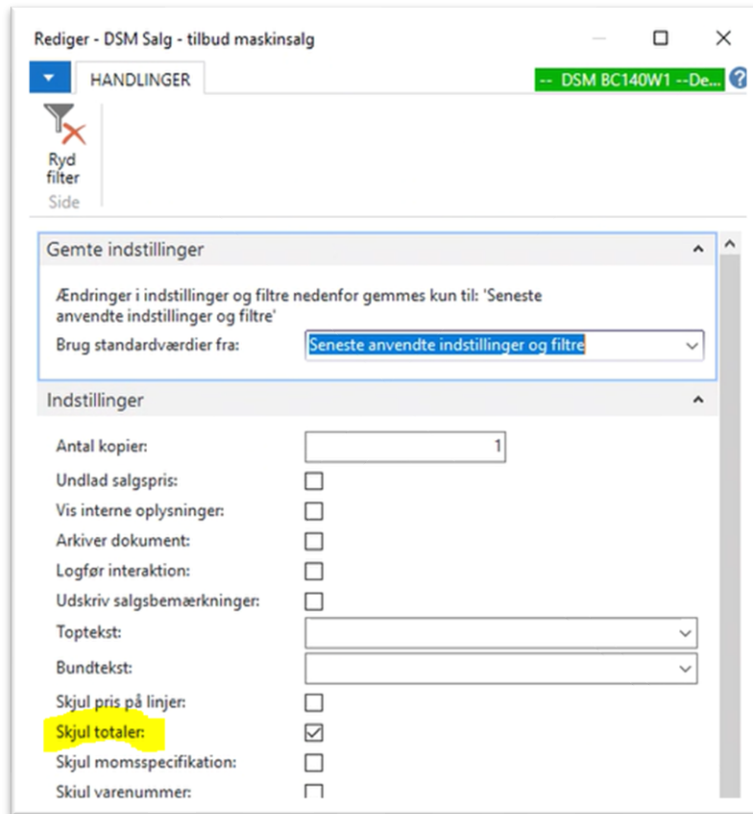 Rediger - DSM Salg - tilbud maskinsalg
HANDLINGER
-- DSM BC140W1 --De...
?
Ryd
filter
Side
Gemte indstillinger
Ændringer i indstillinger og filtre nedenfor gemmes kun til: 'Seneste
anvendte indstillinger og filtre'
Brug standardværdier fra: Seneste anvendte indstillinger og filtre
Indstillinger
Antal kopier: 1
Undlad salgspris:
Vis interne oplysninger:
Arkiver dokument:
Logfør interaktion:
Udskriv salgsbemærkninger:
Toptekst:
Bundtekst:
Skjul pris på linjer:
Skjul totaler:
Skjul momsspecifikation:
Skjul varenummer: